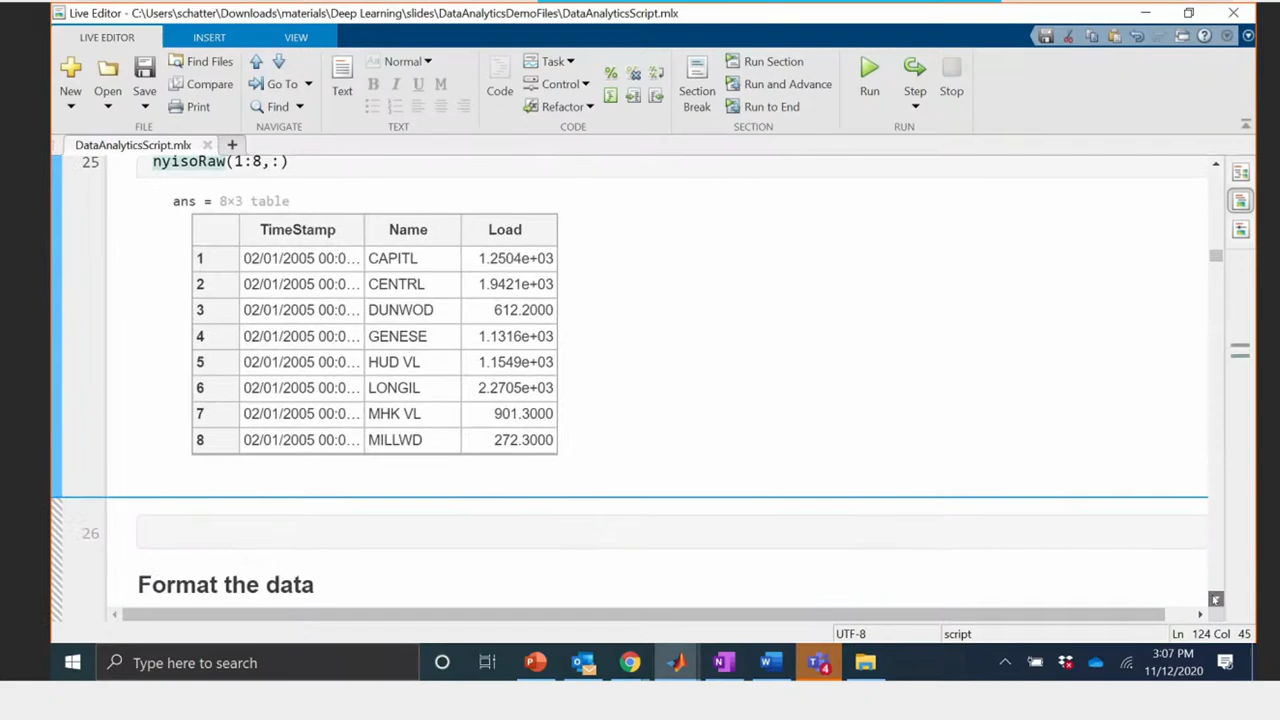 Live Editor - C:\Users\schatter\Downloads\materials\Deep Learning\slides\DataAnalyticsDemoFiles\DataAnalyticsScript.mlx
LIVE EDITOR INSERT VIEW
New Open Save Find Files Compare Print
FILE
Go To Find
NAVIGATE
Text Normal B I U M
TEXT
Code Task Control Refactor
CODE
Section Break Run Section Run and Advance Run to End
SECTION
Run Step Stop
RUN
DataAnalyticsScript.mlx
25 nyisoRaw(1:8,:)
ans = 8×3 table
TimeStamp Name Load
1 02/01/2005 00:0... CAPITL 1.2504e+03
2 02/01/2005 00:0... CENTRL 1.9421e+03
3 02/01/2005 00:0... DUNWOD 612.2000
4 02/01/2005 00:0... GENESE 1.1316e+03
5 02/01/2005 00:0... HUD VL 1.1549e+03
6 02/01/2005 00:0... LONGIL 2.2705e+03
7 02/01/2005 00:0... MHK VL 901.3000
8 02/01/2005 00:0... MILLWD 272.3000
26
Format the data
UTF-8 script Ln 124 Col 45
Type here to search
3:07 PM
11/12/2020